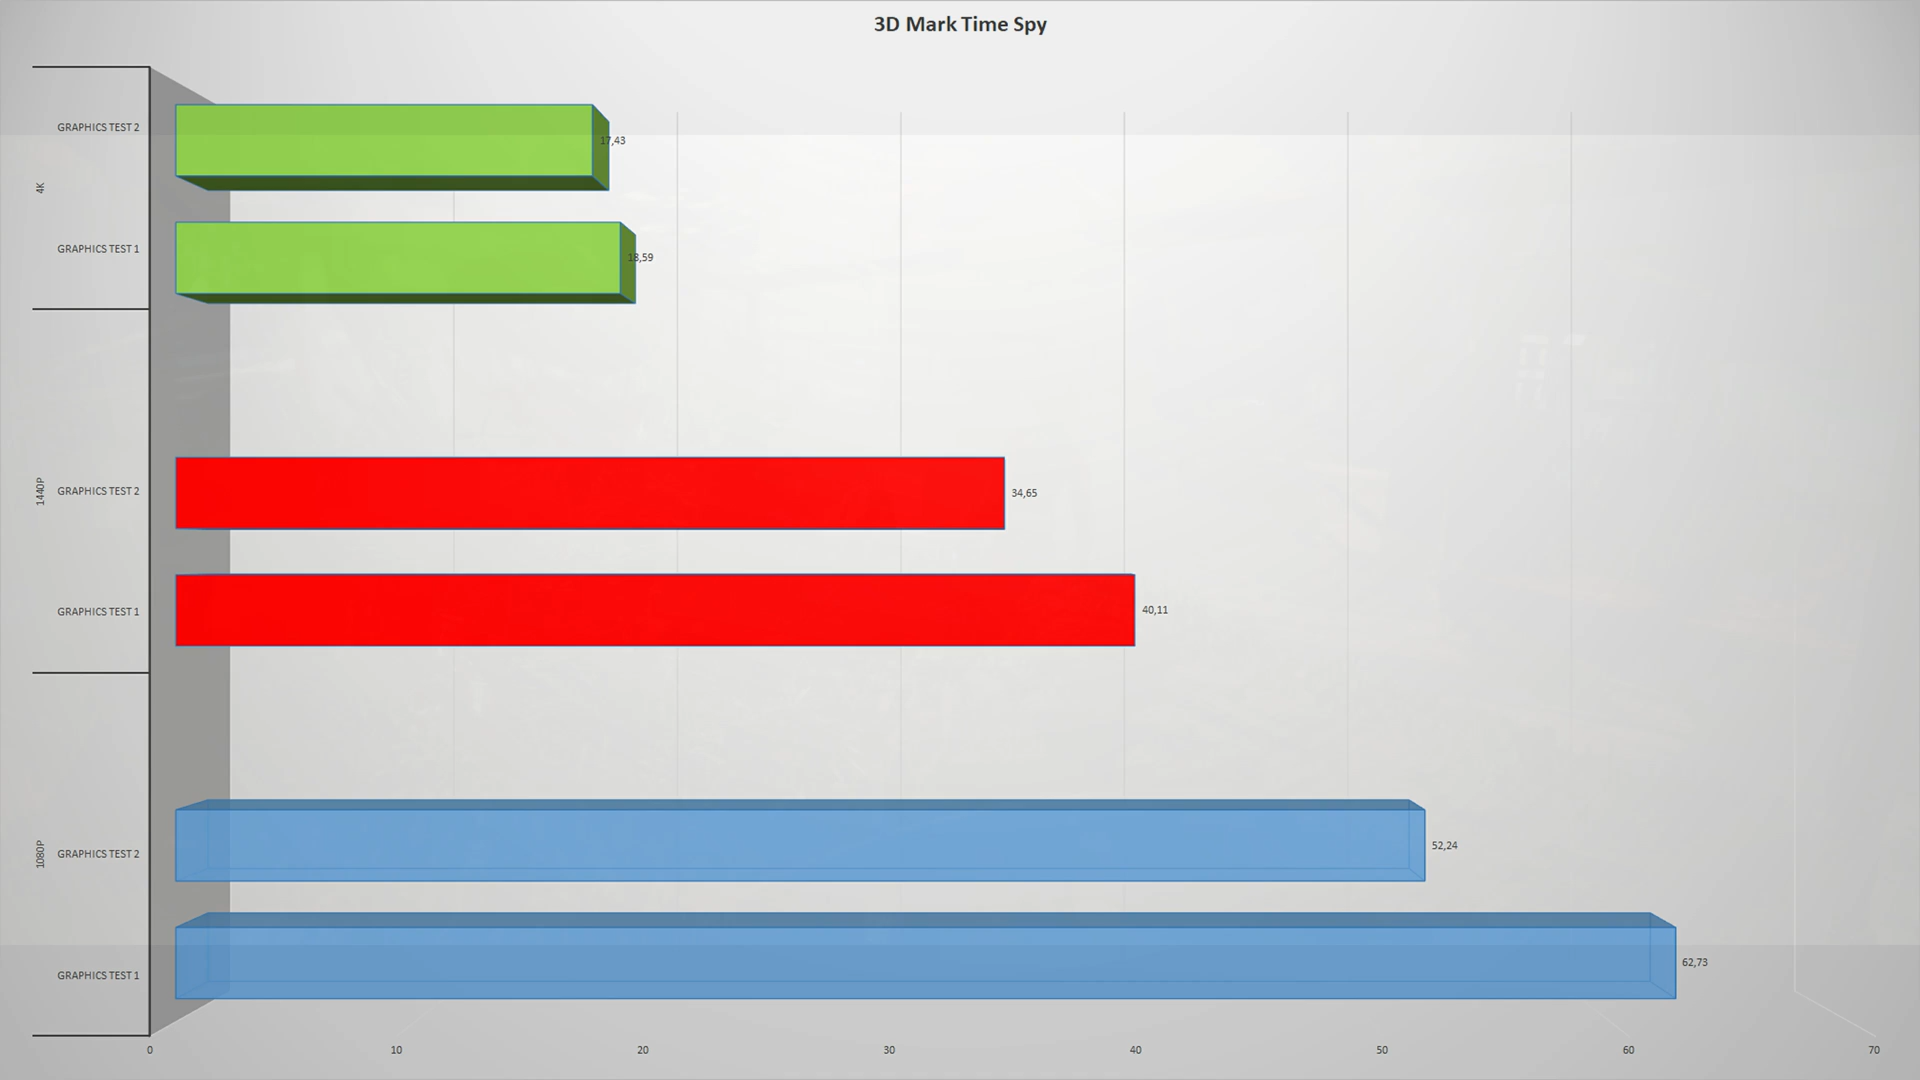 3D Mark Time Spy
4K
GRAPHICS TEST 2
17,43
GRAPHICS TEST 1
18,59
1440P
GRAPHICS TEST 2
34,65
GRAPHICS TEST 1
40,11
1080P
GRAPHICS TEST 2
52,24
GRAPHICS TEST 1
62,73
0 10 20 30 40 50 60 70